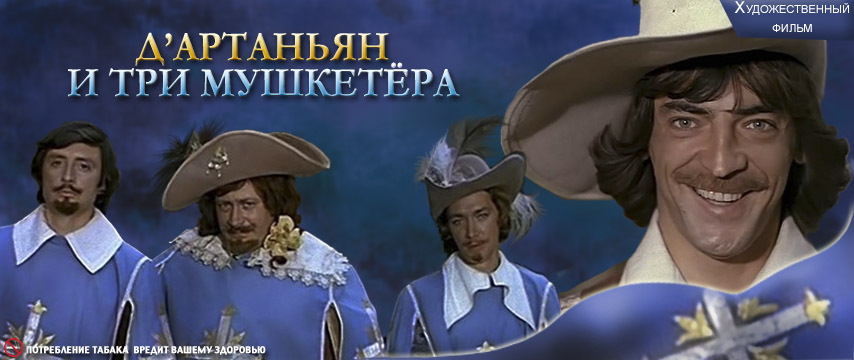 Художественный
фильм
Д’АРТАНЬЯН
И ТРИ МУШКЕТЁРА
ПОТРЕБЛЕНИЕ ТАБАКА ВРЕДИТ ВАШЕМУ ЗДОРОВЬЮ